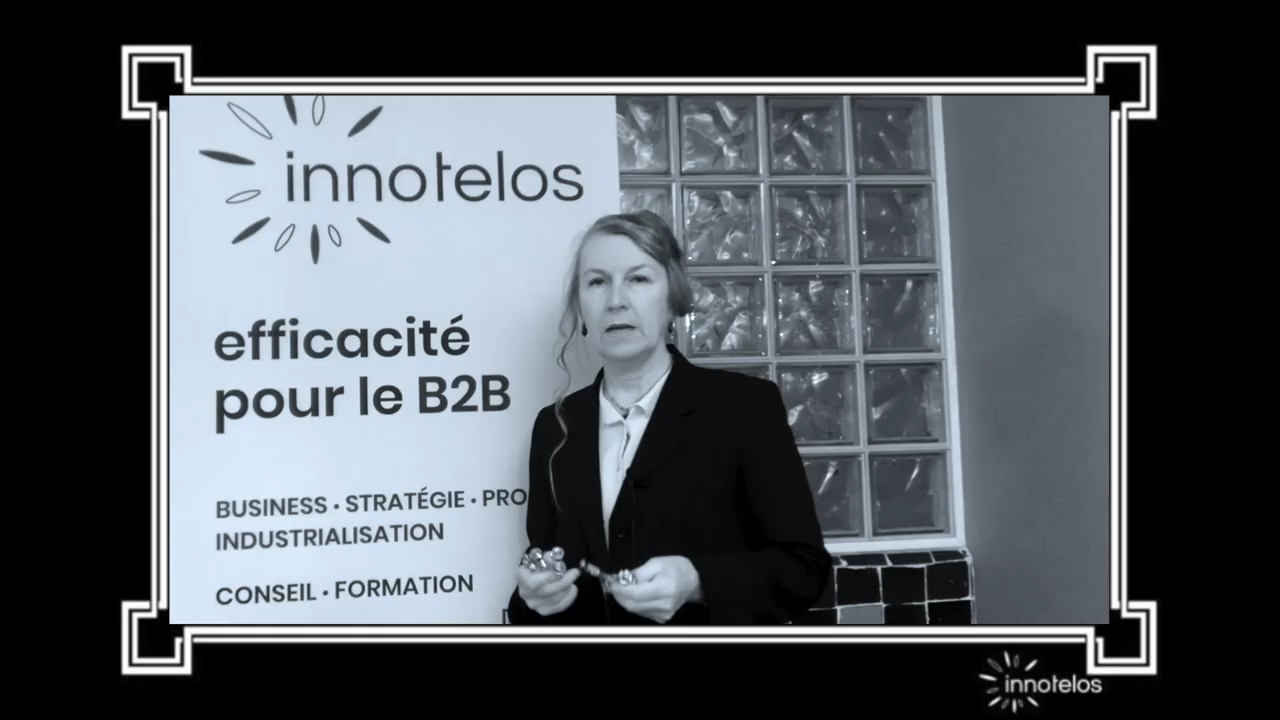 innotelos
efficacité
pour le B2B
BUSINESS • STRATÉGIE • PRO
INDUSTRIALISATION
CONSEIL • FORMATION
innotelos